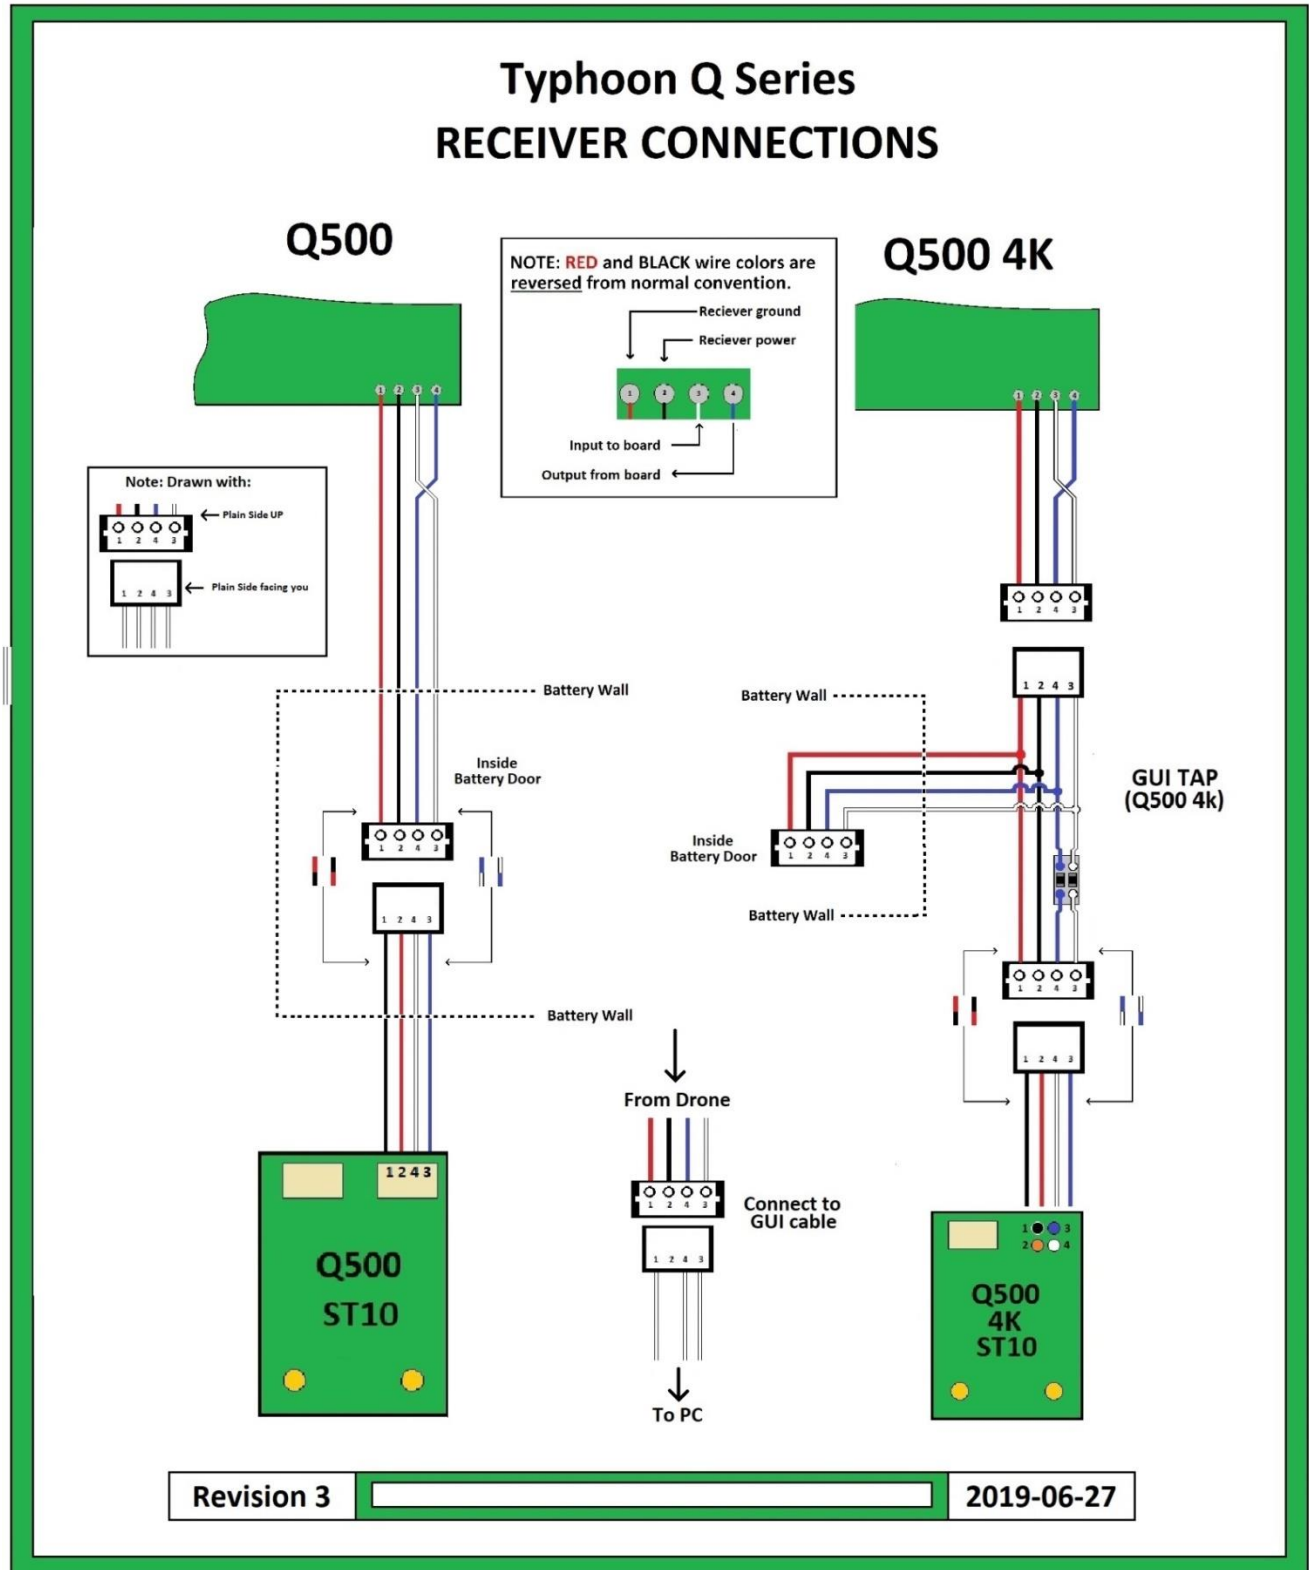 Typhoon Q Series
RECEIVER CONNECTIONS
Q500
NOTE: RED and BLACK wire colors are
reversed from normal convention.
Reciever ground
Reciever power
1 2 3 4
Input to board
Output from board
Q500 4K
1 2 3 4
1 2 3 4
Note: Drawn with:
Plain Side UP
1 2 4 3
Plain Side facing you
1 2 4 3
1 2 4 3
1 2 4 3
Battery Wall
Battery Wall
Inside
Battery Door
GUI TAP
(Q500 4k)
1 2 4 3
Inside
Battery Door
1 2 4 3
1 2 4 3
Battery Wall
1 2 4 3
Battery Wall
1 2 4 3
From Drone
1 2 4 3
Connect to
GUI cable
1 2 4 3
To PC
1 2 4 3
Q500
ST10
1 3
2 4
Q500
4K
ST10
Revision 3
2019-06-27